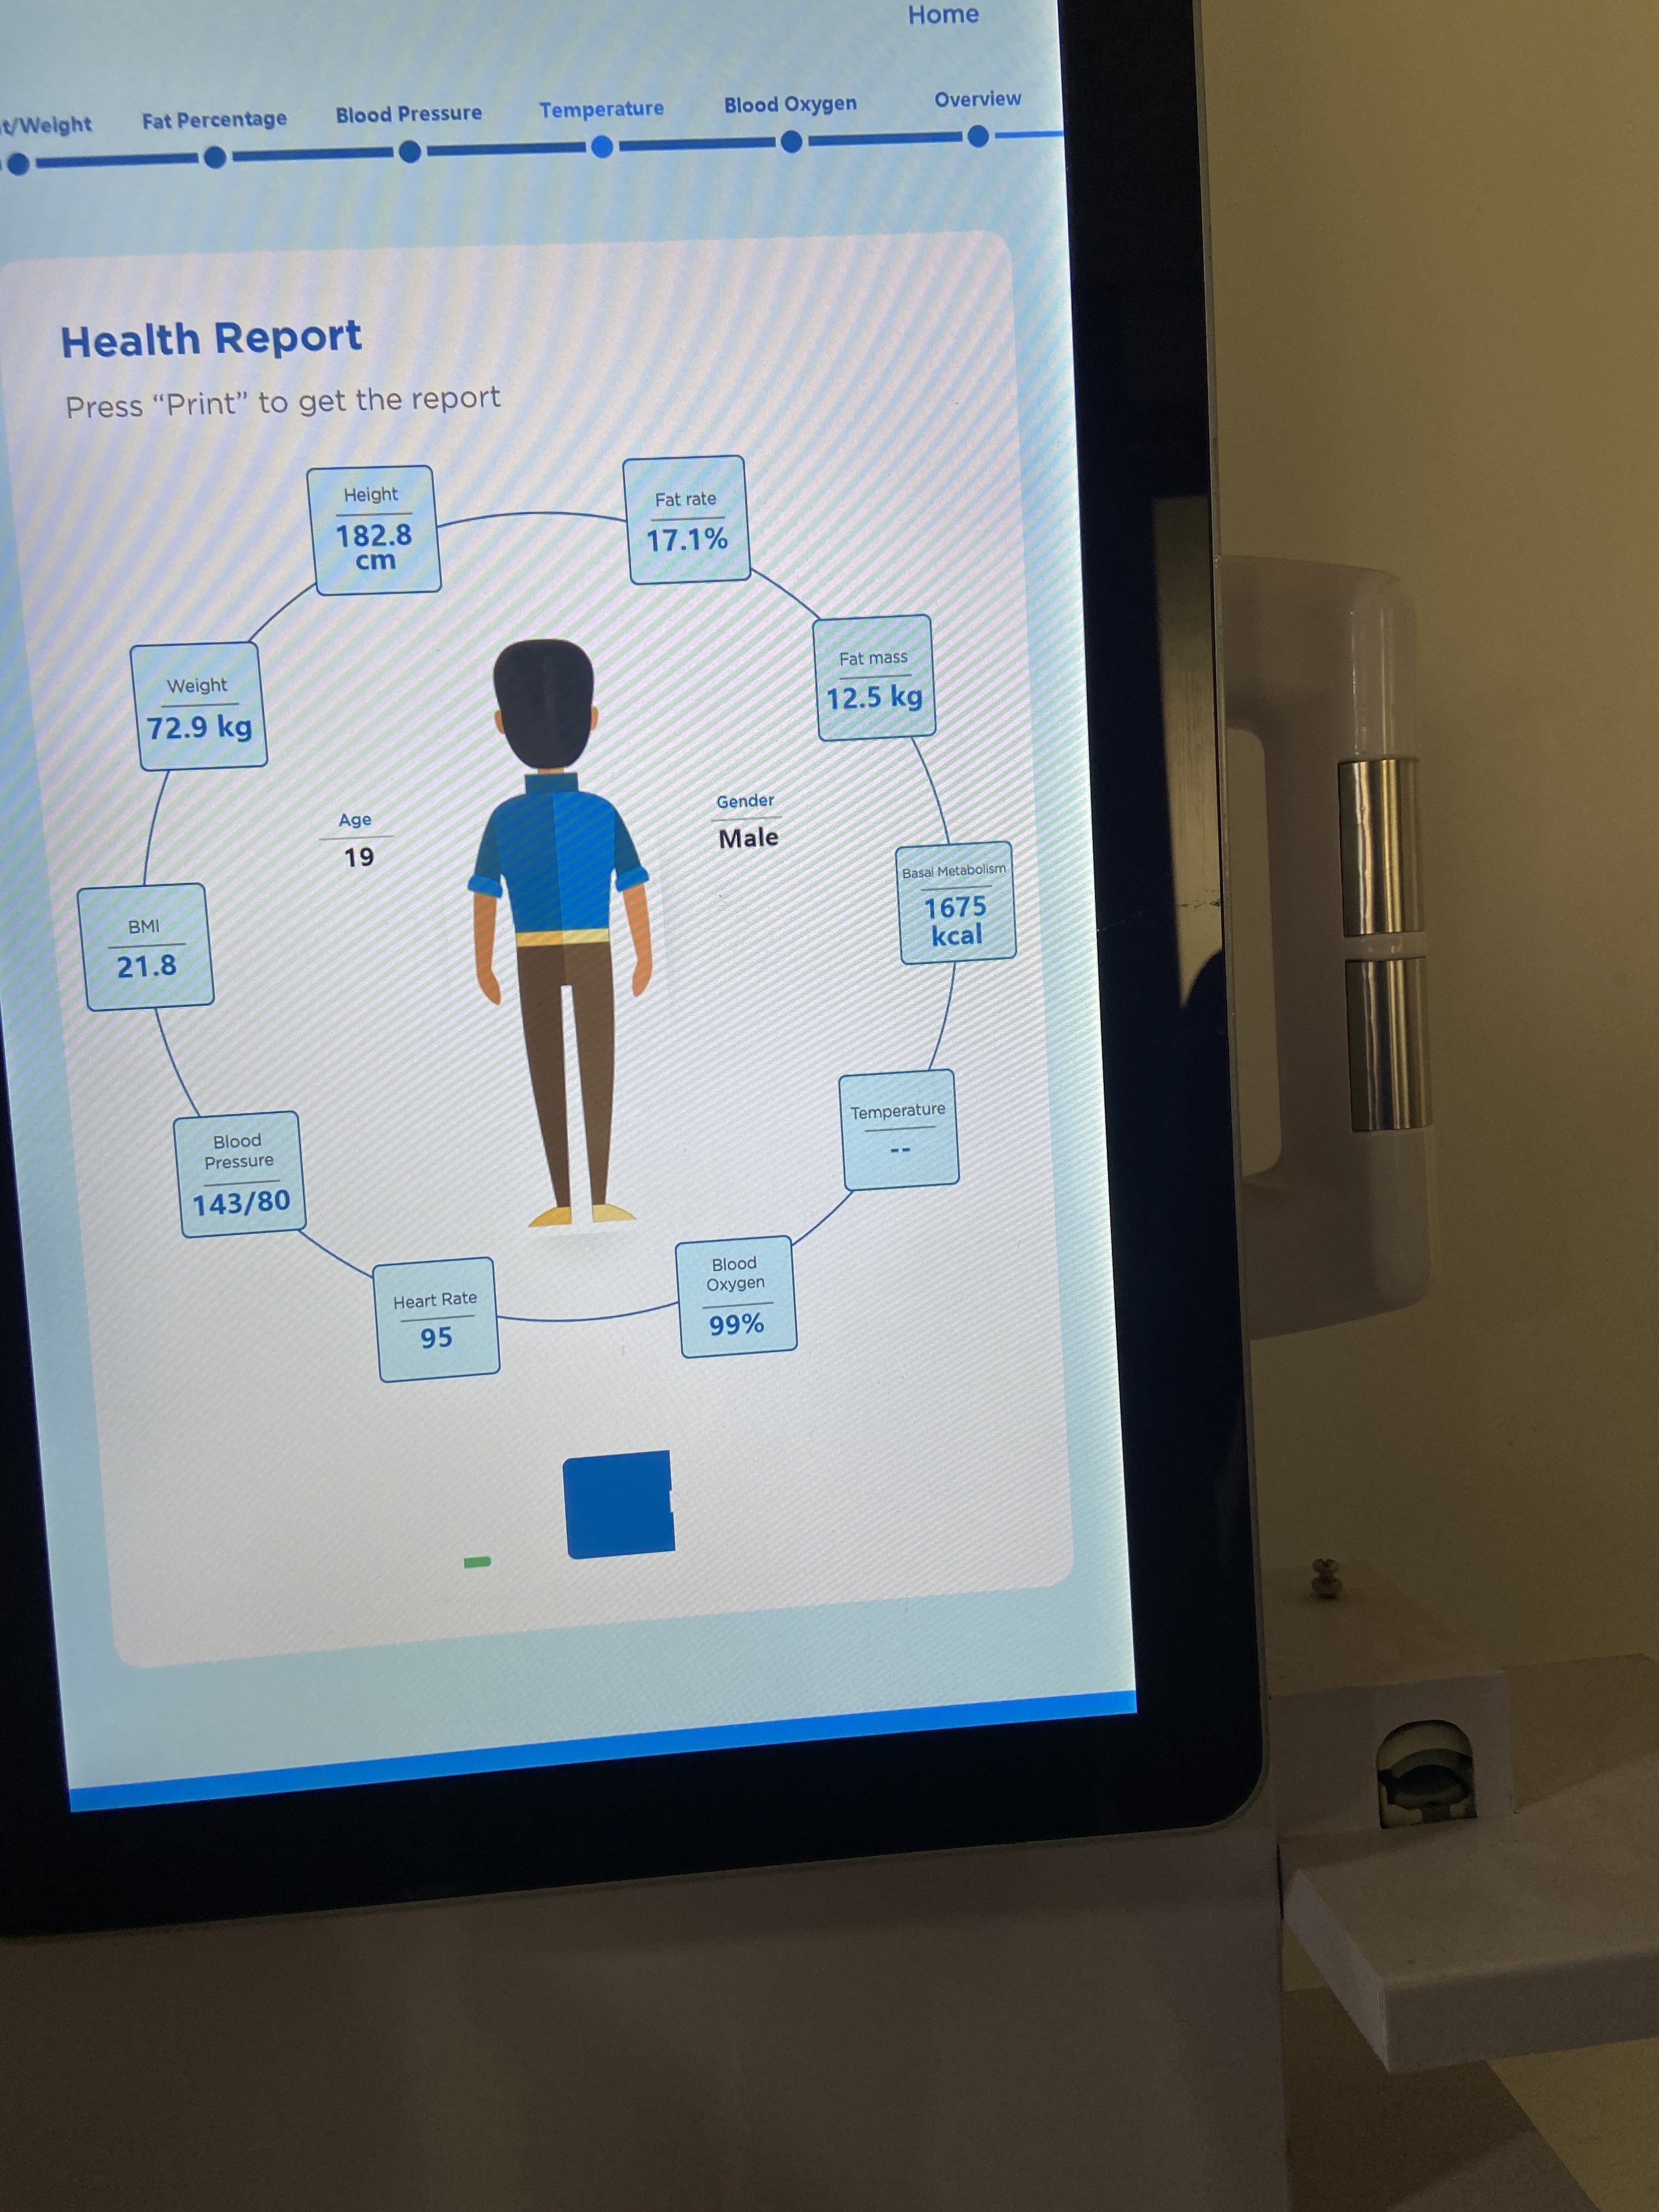 Home
Fat Percentage
Blood Pressure
Temperature
Blood Oxygen
Overview
Health Report
Press “Print” to get the report
Height
182.8
cm
Fat rate
17.1%
Weight
72.9 kg
Fat mass
12.5 kg
Age
19
Gender
Male
BMI
21.8
Basal Metabolism
1675
kcal
Blood
Pressure
143/80
Temperature
--
Heart Rate
95
Blood
Oxygen
99%